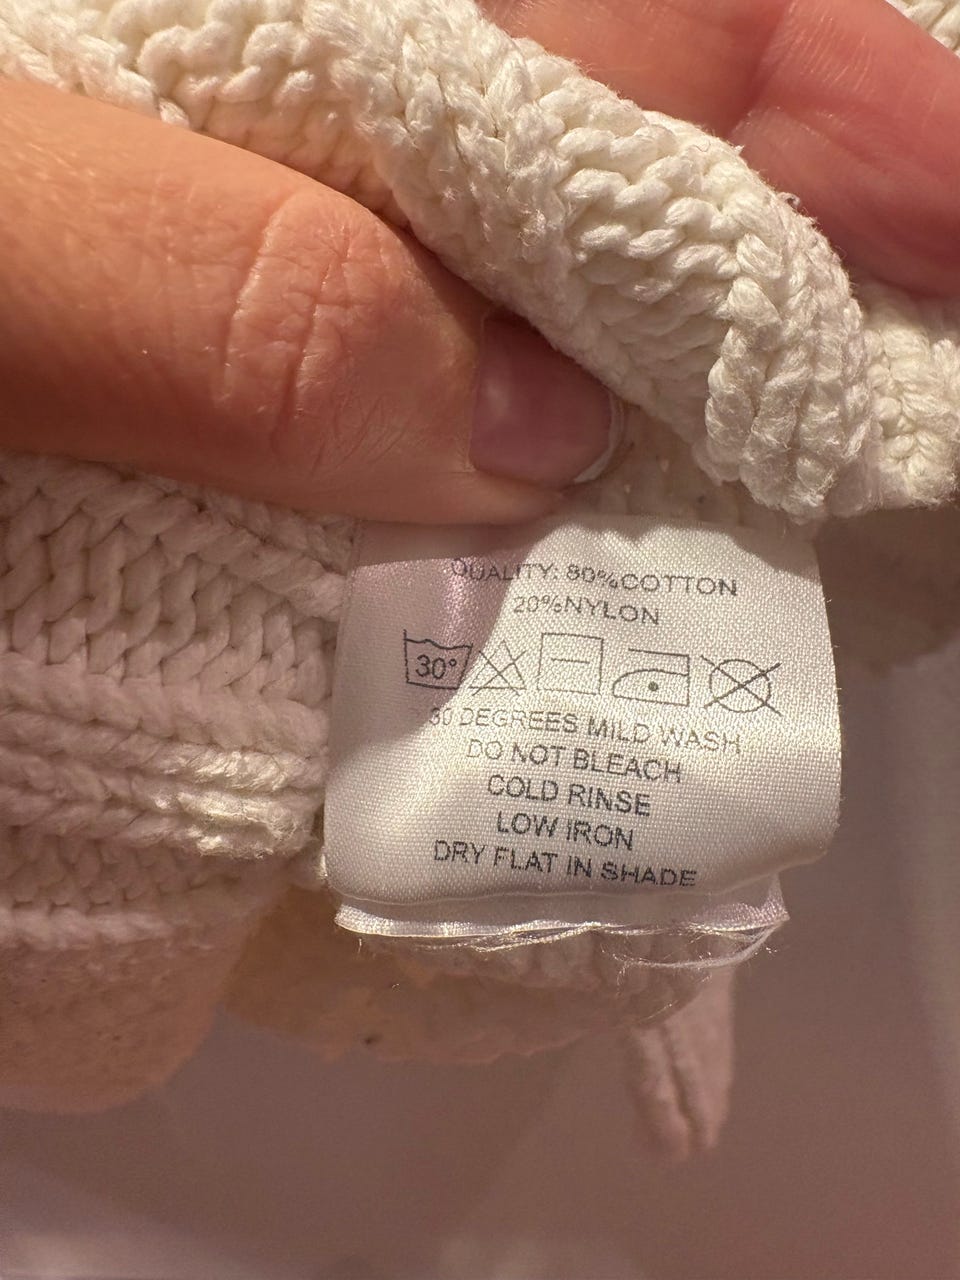 QUALITY: 80%COTTON
20%NYLON
30°
30 DEGREES MILD WASH
DO NOT BLEACH
COLD RINSE
LOW IRON
DRY FLAT IN SHADE